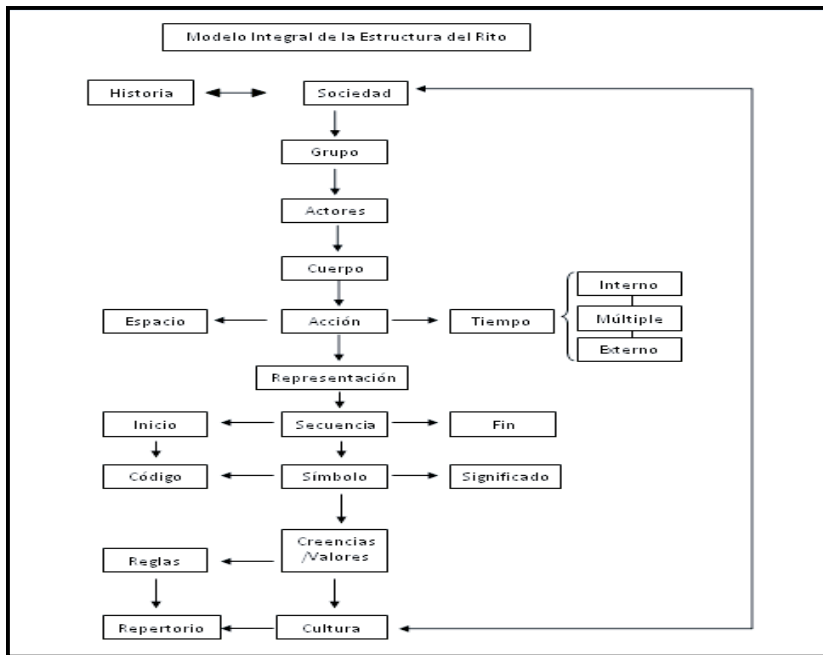 Modelo Integral de la Estructura del Rito
Historia
Sociedad
Grupo
Actores
Cuerpo
Interno
Espacio
Acción
Tiempo
Múltiple
Externo
Representación
Inicio
Secuencia
Fin
Código
Símbolo
Significado
Creencias
/Valores
Reglas
Repertorio
Cultura